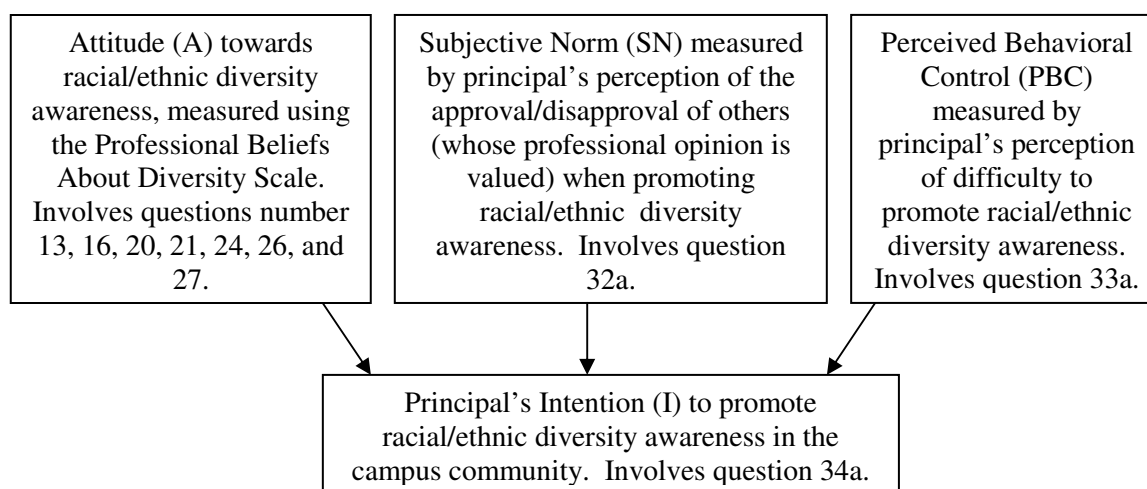 Attitude (A) towards
racial/ethnic diversity
awareness, measured using
the Professional Beliefs
About Diversity Scale.
Involves questions number
13, 16, 20, 21, 24, 26, and
27.
Subjective Norm (SN) measured
by principal’s perception of the
approval/disapproval of others
(whose professional opinion is
valued) when promoting
racial/ethnic diversity
awareness. Involves question
32a.
Perceived Behavioral
Control (PBC)
measured by
principal’s perception
of difficulty to
promote racial/ethnic
diversity awareness.
Involves question 33a.
Principal’s Intention (I) to promote
racial/ethnic diversity awareness in the
campus community. Involves question 34a.